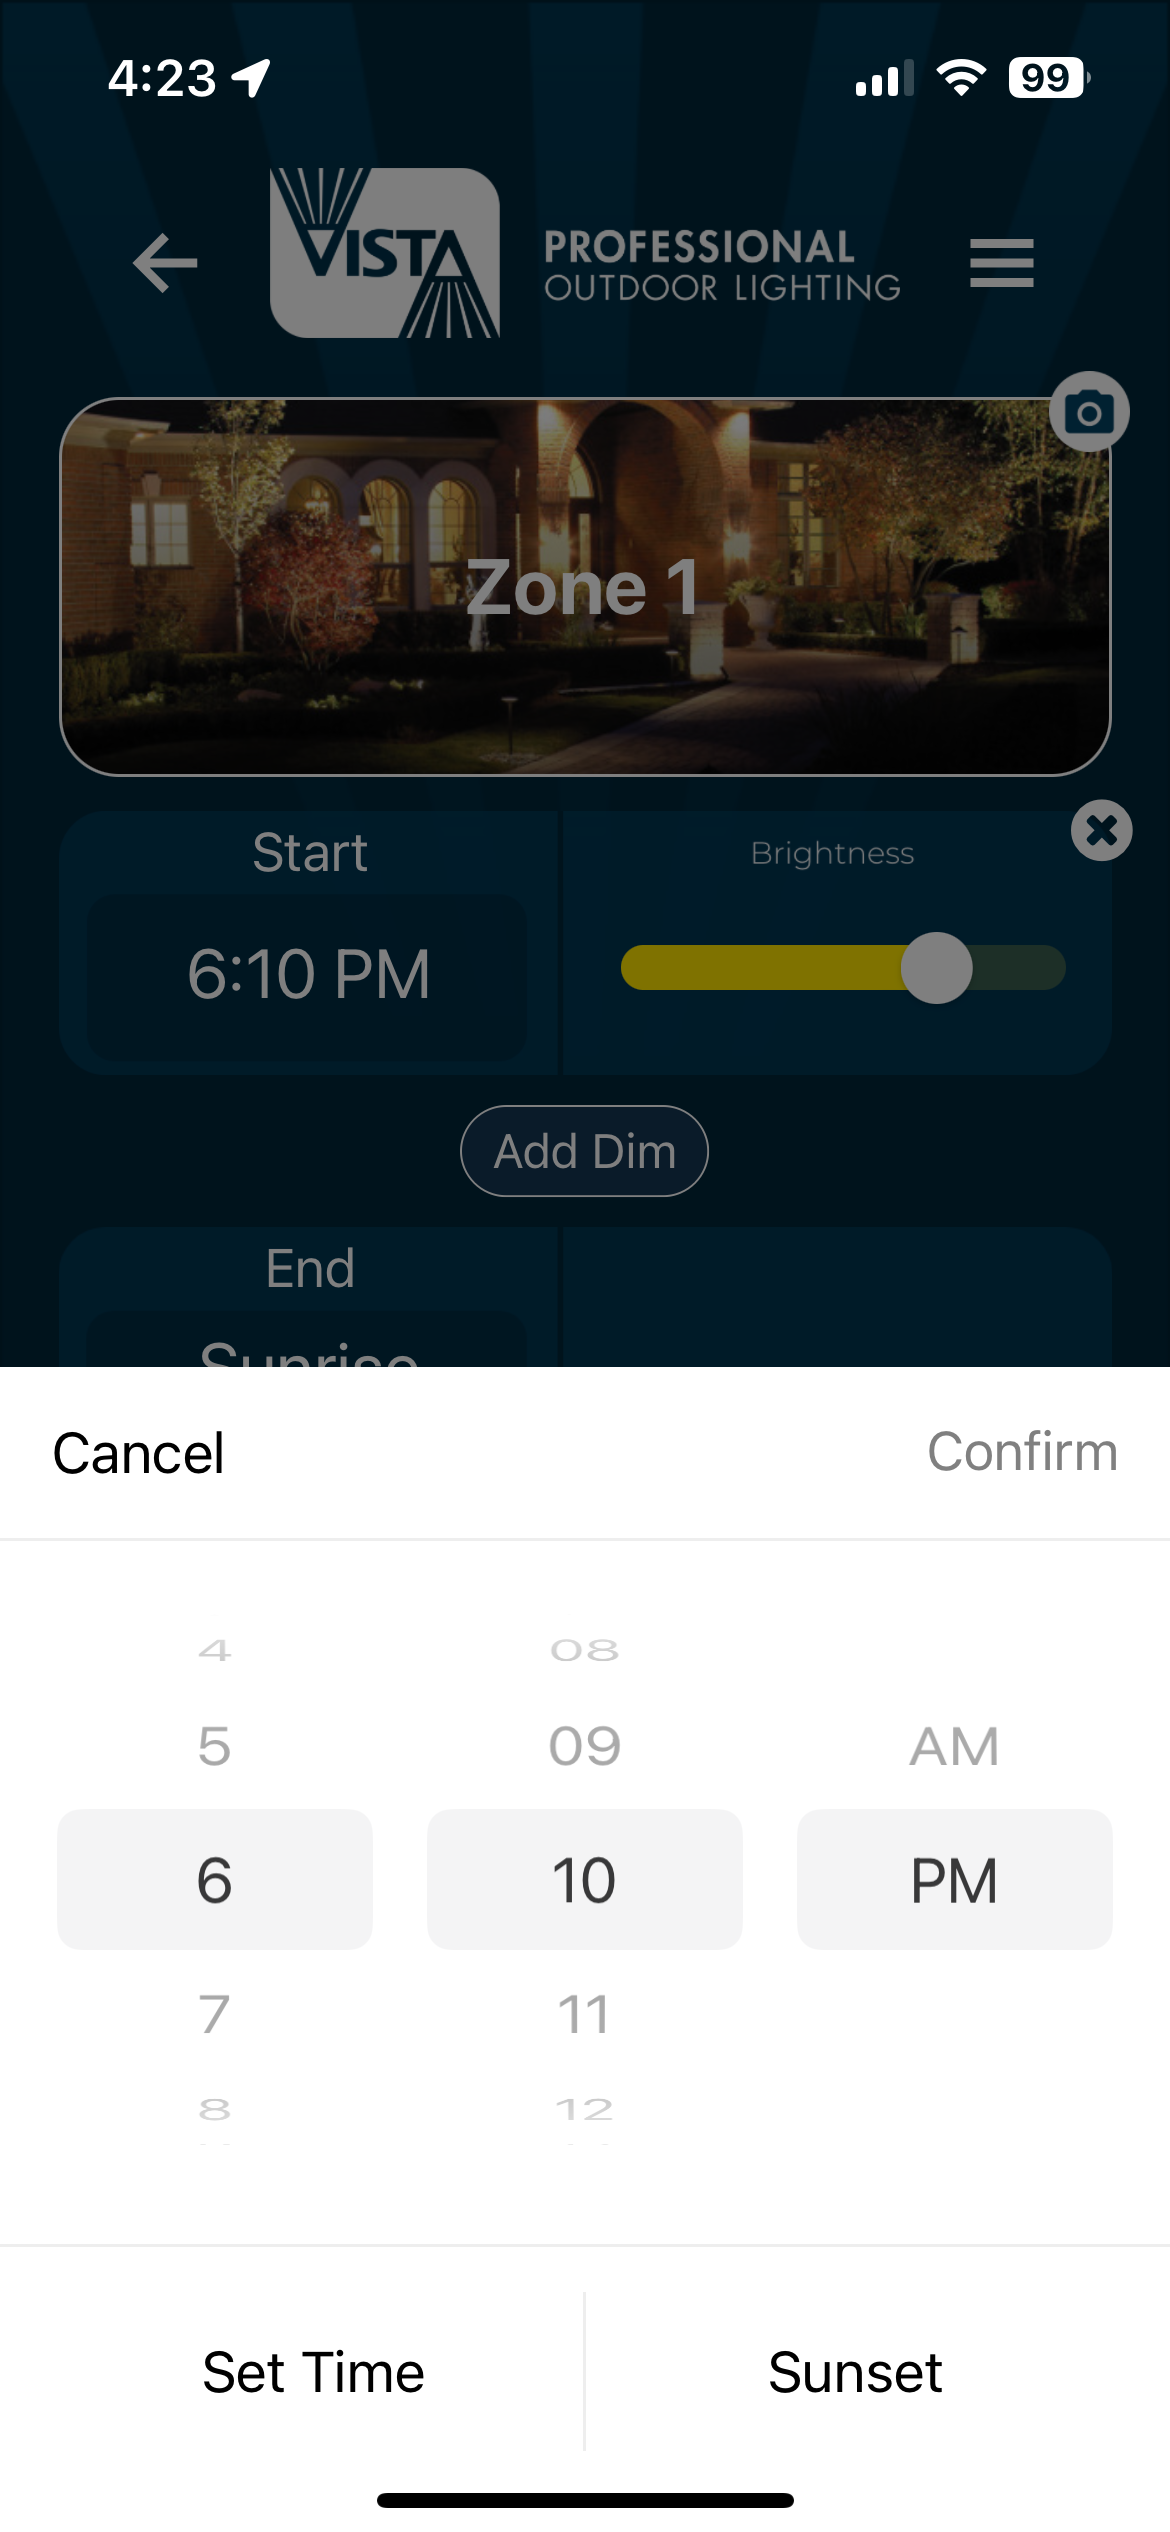 4:23
99
VISTA
PROFESSIONAL
OUTDOOR LIGHTING
Zone 1
Start
Brightness
6:10 PM
Add Dim
End
Sunrise
Cancel
Confirm
4 08
5 09 AM
6 10 PM
7 11
8 12
Set Time
Sunset